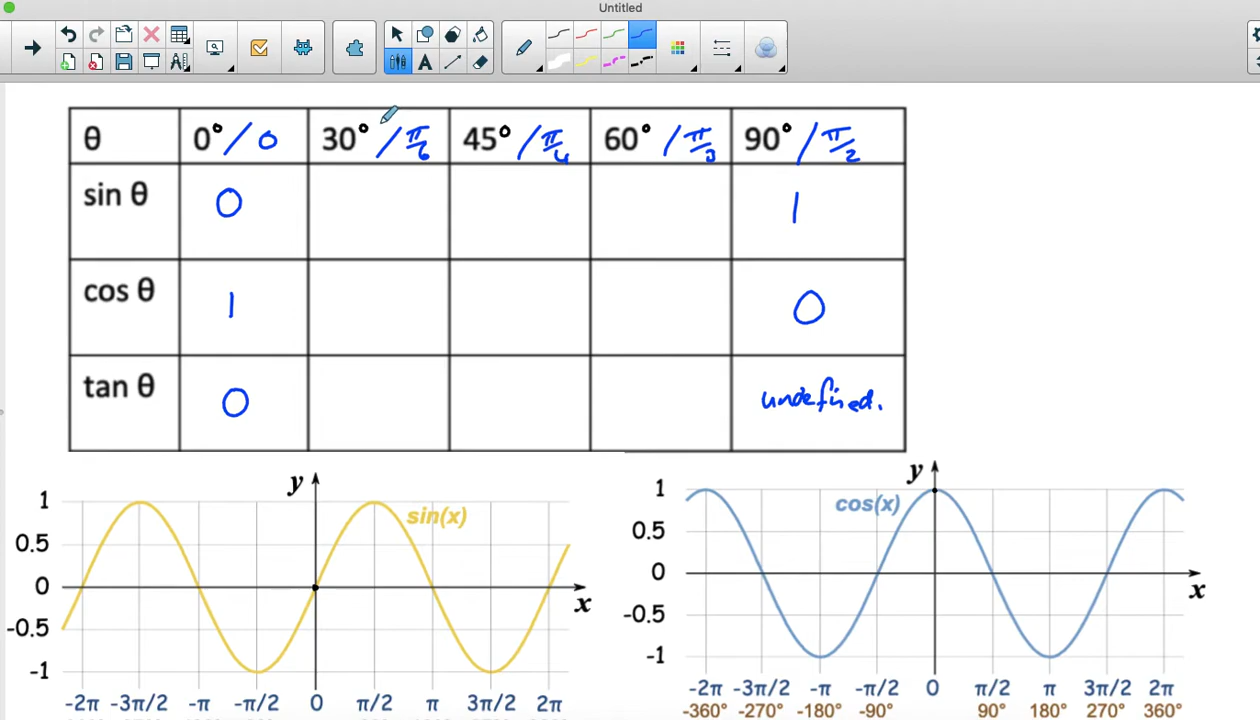 Untitled
θ 0°/0 30°/π/6 45°/π/4 60°/π/3 90°/π/2
sin θ 0 1
cos θ 1 0
tan θ 0 undefined.
y
sin(x)
1
0.5
0
-0.5
-1
x
-2π -3π/2 -π -π/2 0 π/2 π 3π/2 2π
y
cos(x)
1
0.5
0
-0.5
-1
x
-2π -3π/2 -π -π/2 0 π/2 π 3π/2 2π
-360° -270° -180° -90° 90° 180° 270° 360°